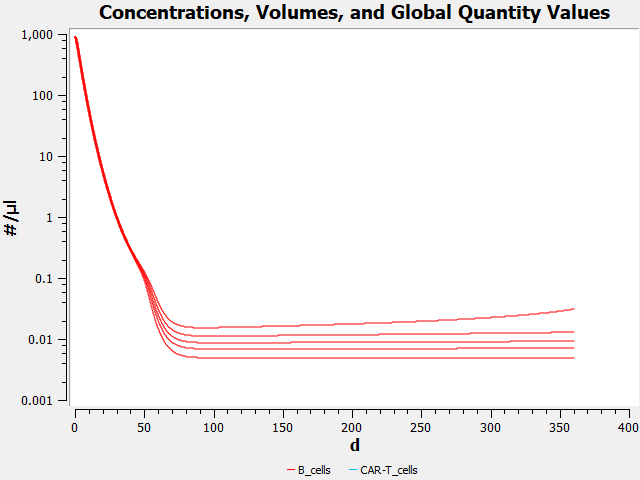 Concentrations, Volumes, and Global Quantity Values
1,000
100
10
1
0.1
0.01
0.001
#/µl
0 50 100 150 200 250 300 350 400
d
B_cells CAR-T_cells